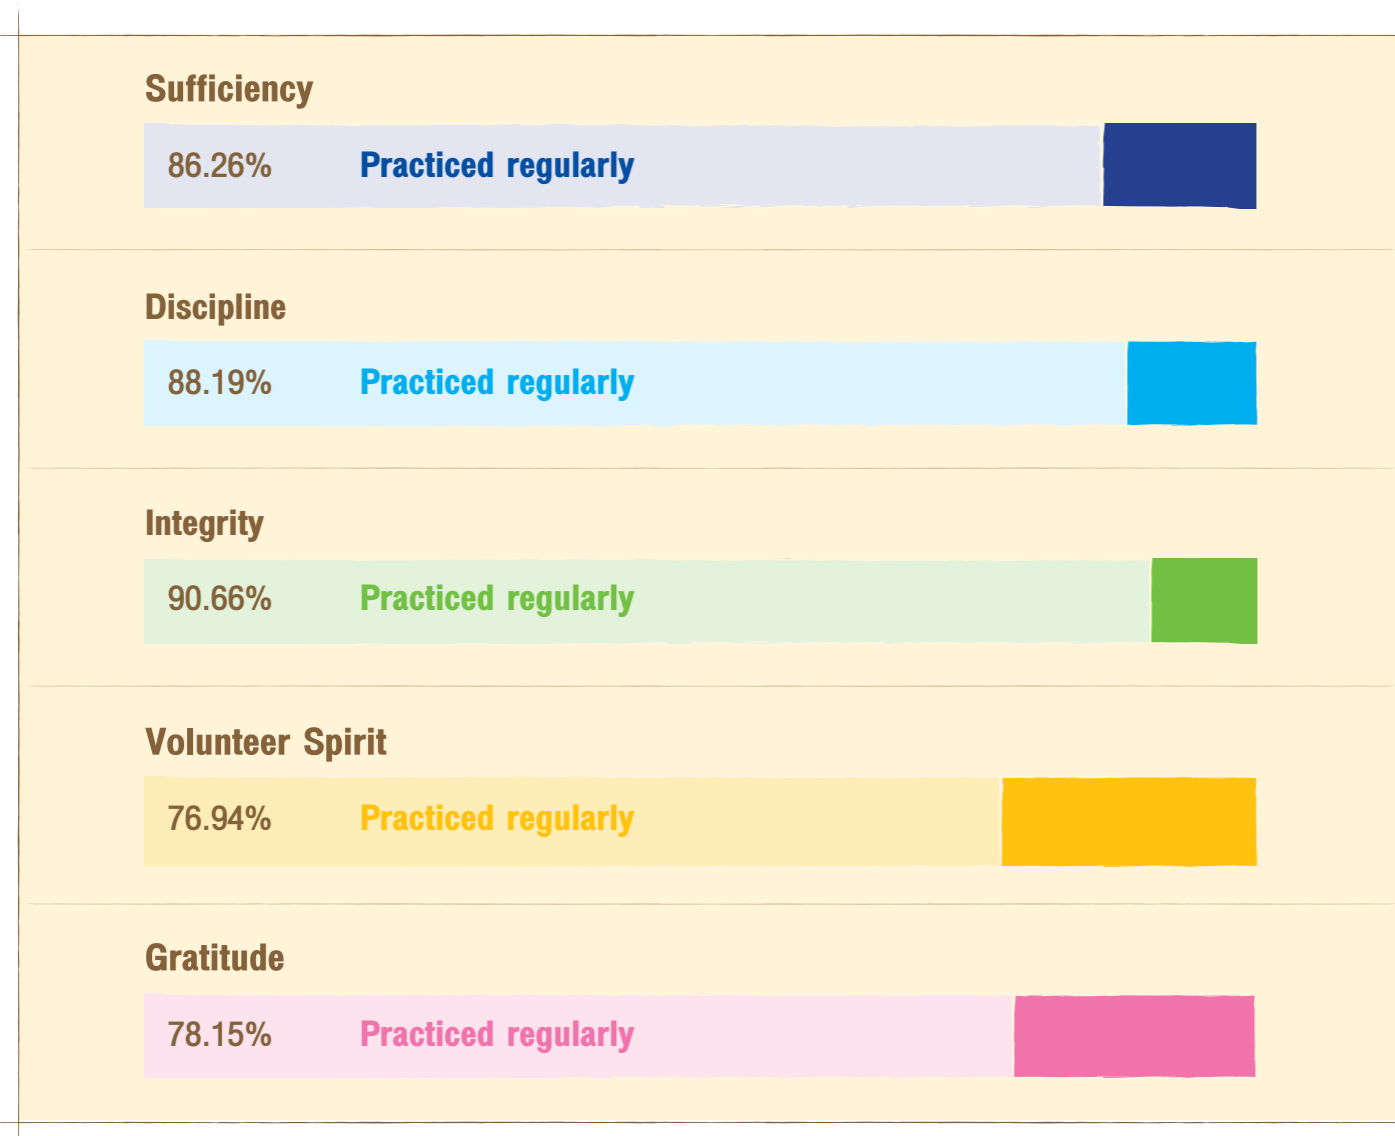 Sufficiency
86.26% Practiced regularly
Discipline
88.19% Practiced regularly
Integrity
90.66% Practiced regularly
Volunteer Spirit
76.94% Practiced regularly
Gratitude
78.15% Practiced regularly